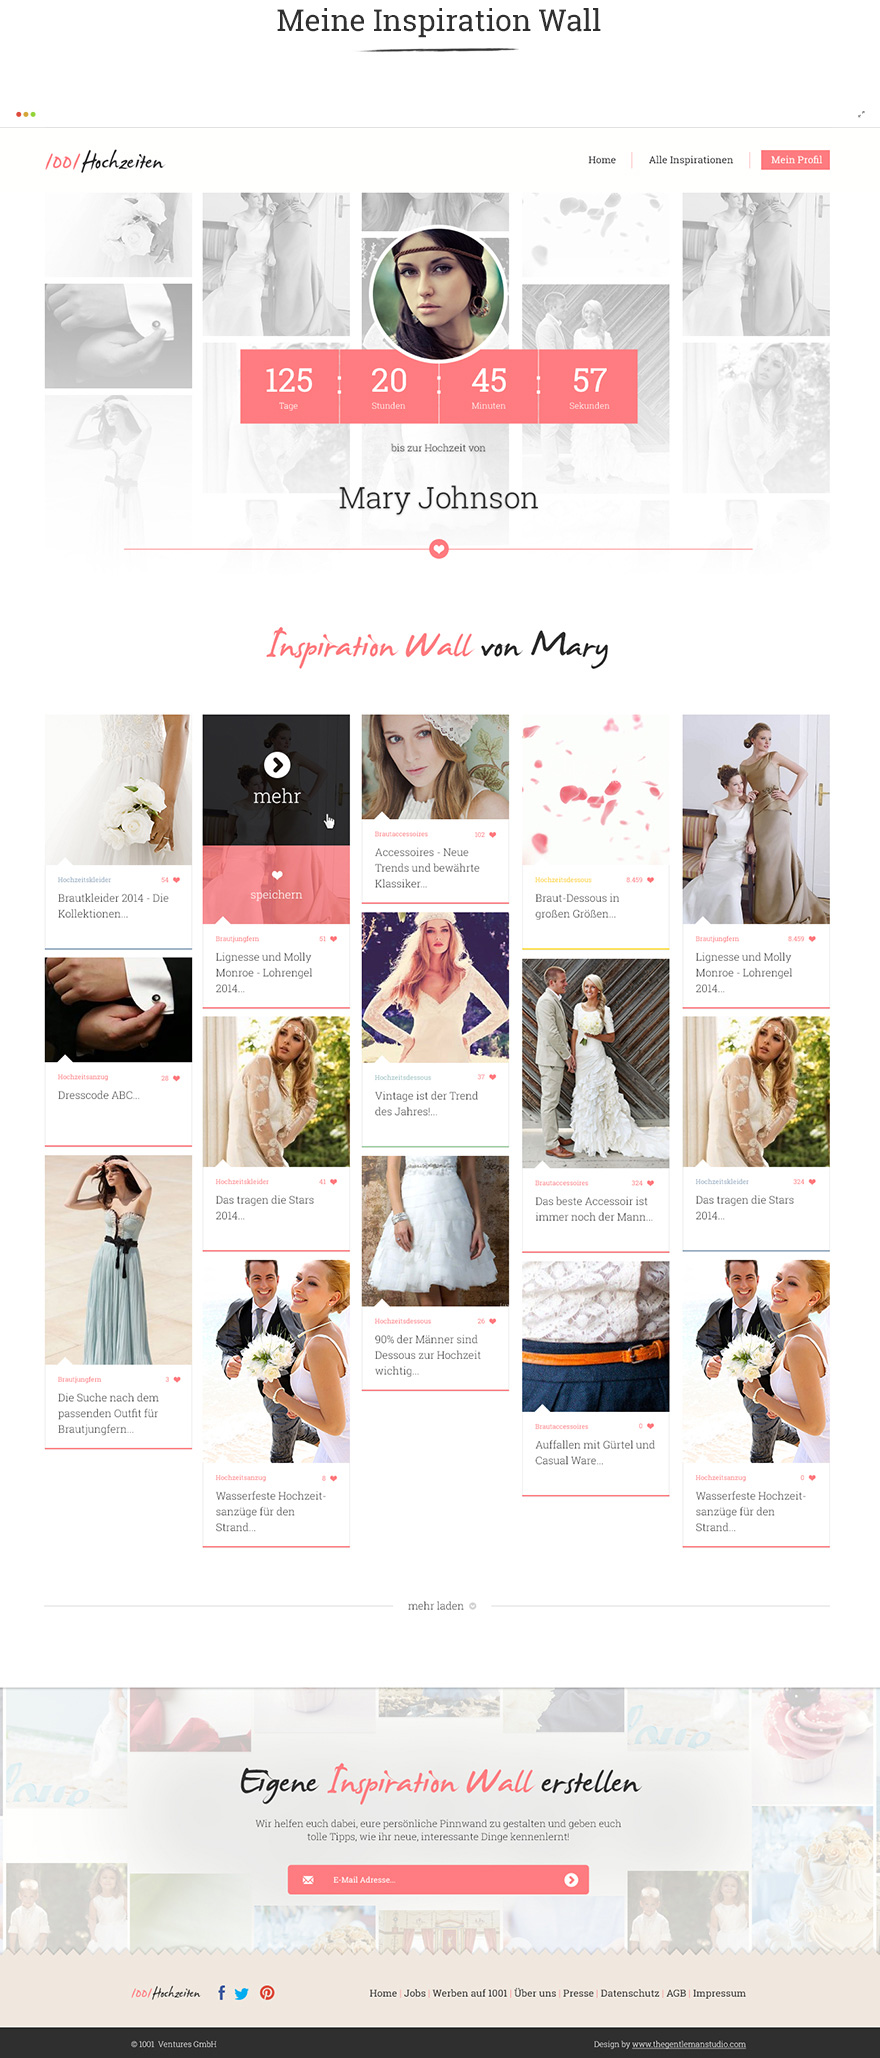 Meine Inspiration Wall
1001 Hochzeiten
Home
Alle Inspirationen
Mein Profil
125
20
45
57
Tage
Stunden
Minuten
Sekunden
bis zur Hochzeit von
Mary Johnson
Inspiration Wall von Mary
Hochzeitskleider 54
Brautkleider 2014 - Die
Kollektionen...
Hochzeitsanzug 28
Dresscode ABC...
Brautjungfern 3
Die Suche nach dem
passenden Outfit für
Brautjungfern...
mehr
speichern
Brautjungfern 51
Lignesse und Molly
Monroe - Lohrengel
2014...
Hochzeitskleider 41
Das tragen die Stars
2014...
Hochzeitsanzug 8
Wasserfeste Hochzeit-
sanzüge für den
Strand...
Brautaccessoires 102
Accessoires - Neue
Trends und bewährte
Klassiker...
Hochzeitsdessous 37
Vintage ist der Trend
des Jahres!...
Hochzeitsdessous 26
90% der Männer sind
Dessous zur Hochzeit
wichtig...
Hochzeitsdessous 8.459
Braut-Dessous in
großen Größen...
Brautaccessoires 324
Das beste Accessoir ist
immer noch der Mann...
Brautaccessoires 0
Auffallen mit Gürtel und
Casual Ware...
Brautjungfern 8.459
Lignesse und Molly
Monroe - Lohrengel
2014...
Hochzeitskleider 324
Das tragen die Stars
2014...
Hochzeitsanzug 0
Wasserfeste Hochzeit-
sanzüge für den
Strand...
mehr laden
Eigene Inspiration Wall erstellen
Wir helfen euch dabei, eure persönliche Pinnwand zu gestalten und geben euch
tolle Tipps, wie ihr neue, interessante Dinge kennenlernt!
E-Mail Adresse...
1001 Hochzeiten
Home | Jobs | Werben auf 1001 | Über uns | Presse | Datenschutz | AGB | Impressum
© 1001 Ventures GmbH
Design by www.thegentlemanstudio.com